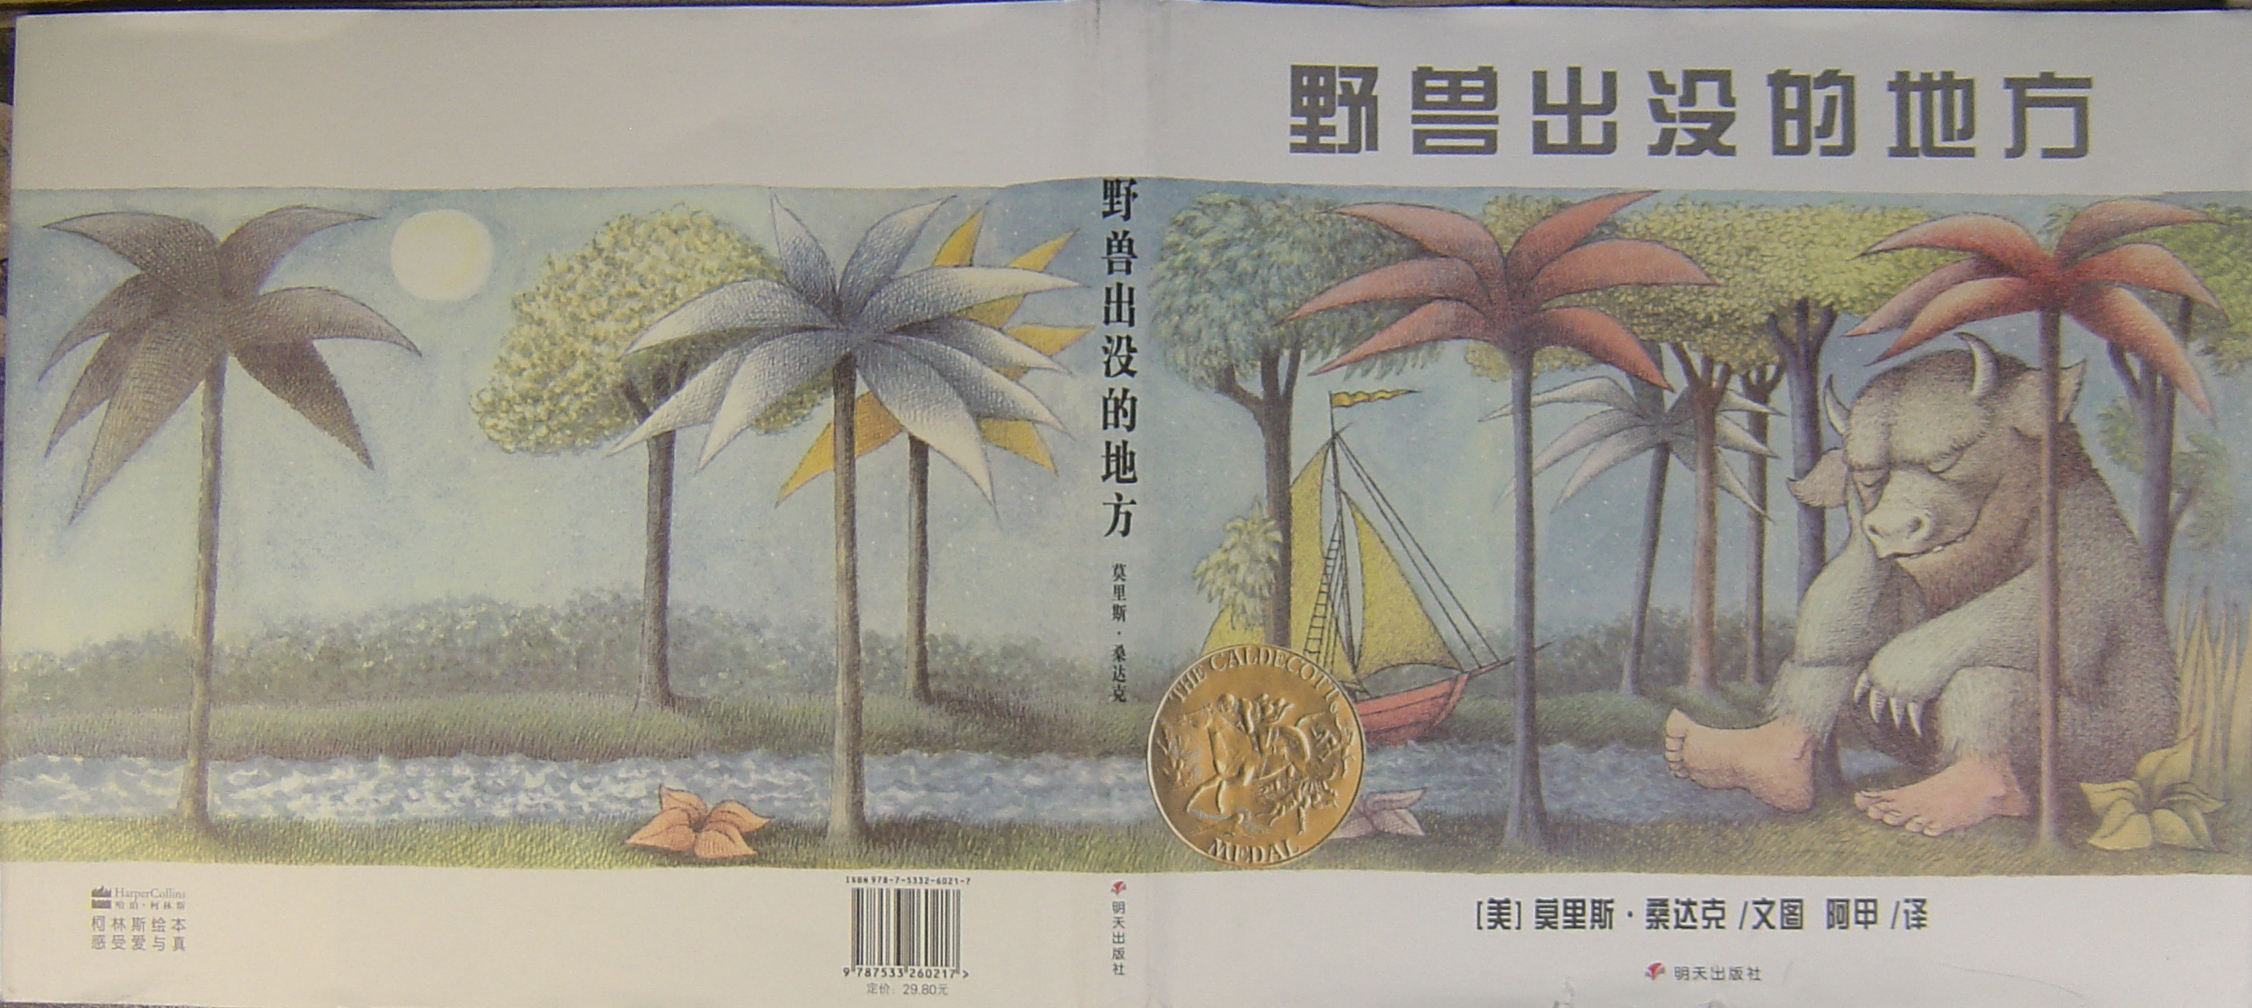 野兽出没的地方
野兽出没的地方
莫里斯·桑达克
THE CALDECOTT
MEDAL
HarperCollins
哈珀·柯林斯
柯林斯绘本
感受爱与真
ISBN 978-7-5332-6021-7
9 787533 260217 >
定价: 29.80元
明天出版社
[美] 莫里斯·桑达克 /文图 阿甲 /译
明天出版社